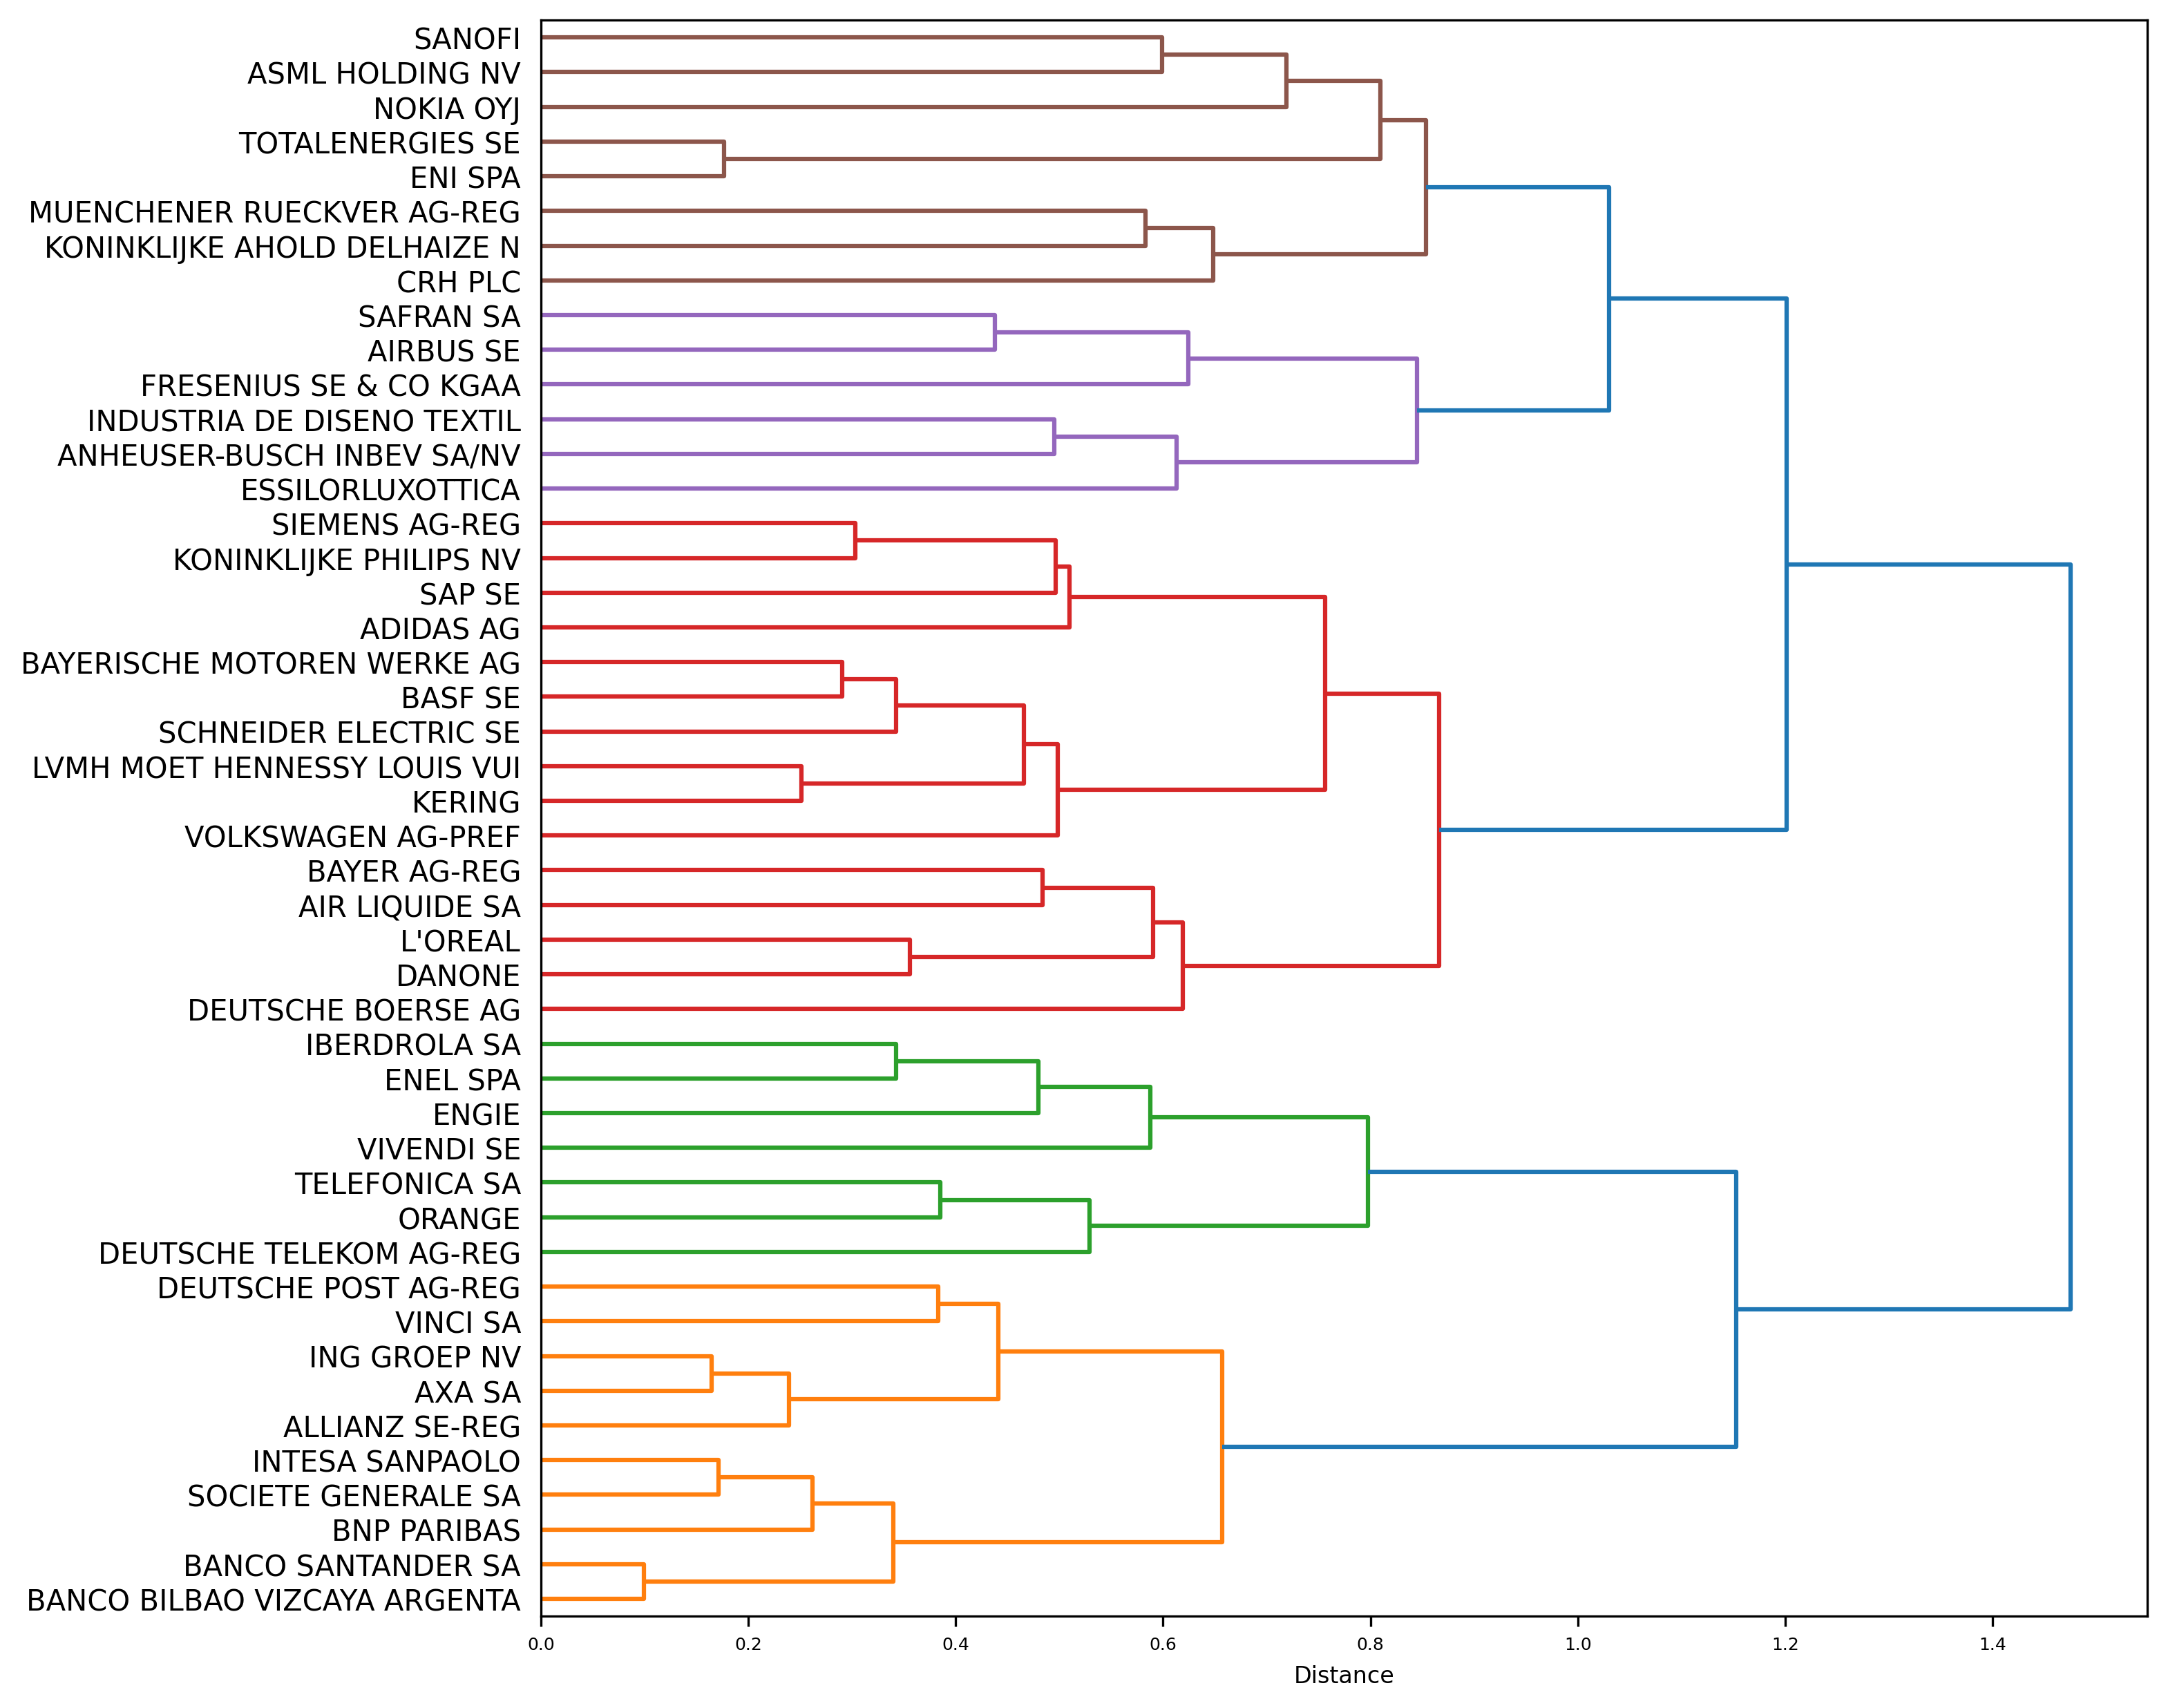 SANOFI
ASML HOLDING NV
NOKIA OYJ
TOTALENERGIES SE
ENI SPA
MUENCHENER RUECKVER AG-REG
KONINKLIJKE AHOLD DELHAIZE N
CRH PLC
SAFRAN SA
AIRBUS SE
FRESENIUS SE & CO KGAA
INDUSTRIA DE DISENO TEXTIL
ANHEUSER-BUSCH INBEV SA/NV
ESSILORLUXOTTICA
SIEMENS AG-REG
KONINKLIJKE PHILIPS NV
SAP SE
ADIDAS AG
BAYERISCHE MOTOREN WERKE AG
BASF SE
SCHNEIDER ELECTRIC SE
LVMH MOET HENNESSY LOUIS VUI
KERING
VOLKSWAGEN AG-PREF
BAYER AG-REG
AIR LIQUIDE SA
L'OREAL
DANONE
DEUTSCHE BOERSE AG
IBERDROLA SA
ENEL SPA
ENGIE
VIVENDI SE
TELEFONICA SA
ORANGE
DEUTSCHE TELEKOM AG-REG
DEUTSCHE POST AG-REG
VINCI SA
ING GROEP NV
AXA SA
ALLIANZ SE-REG
INTESA SANPAOLO
SOCIETE GENERALE SA
BNP PARIBAS
BANCO SANTANDER SA
BANCO BILBAO VIZCAYA ARGENTA
0.0 0.2 0.4 0.6 0.8 1.0 1.2 1.4
Distance